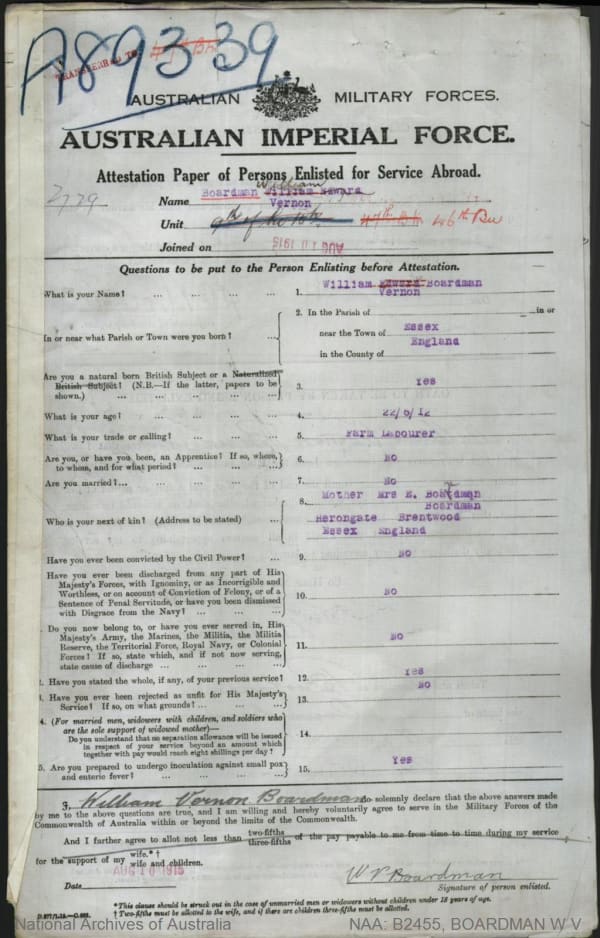 A89339
TRANSFERRED TO 47th Bn
AUSTRALIAN MILITARY FORCES.
AUSTRALIAN IMPERIAL FORCE.
Attestation Paper of Persons Enlisted for Service Abroad.
2779
William
Name Boardman William Edward
Vernon
Unit 9th of the 10th 47th Bn 46th Bn
Joined on AUG 10 1915
Questions to be put to the Person Enlisting before Attestation.
What is your Name? ... ... ... ... 1. William Edward Boardman
Vernon
2. In the Parish of in or
In or near what Parish or Town were you born? ... near the Town of Essex
in the County of England
Are you a natural born British Subject or a Naturalized
British Subject? (N.B.—If the latter, papers to be
shown.) ... ... ... ... ... 3. Yes
What is your age? ... ... ... ... 4. 22/6/12
What is your trade or calling? ... ... ... 5. Farm Labourer
Are you, or have you been, an Apprentice? If so, where,
to whom, and for what period? ... ... ... 6. No
Are you married?... ... ... ... ... 7. No
8. Mother Mrs E. Boardman
Boardman
Who is your next of kin? (Address to be stated) ... Herongate Brentwood
Essex England
Have you ever been convicted by the Civil Power? ... 9. No
Have you ever been discharged from any part of His
Majesty's Forces, with Ignominy, or as Incorrigible and
Worthless, or on account of Conviction of Felony, or of a
Sentence of Penal Servitude, or have you been dismissed
with Disgrace from the Navy? ... ... ... 10. No
Do you now belong to, or have you ever served in, His
Majesty's Army, the Marines, the Militia, the Militia
Reserve, the Territorial Force, Royal Navy, or Colonial
Forces? If so, state which, and if not now serving,
state cause of discharge ... ... ... ... 11. No
2. Have you stated the whole, if any, of your previous service? 12. Yes
3. Have you ever been rejected as unfit for His Majesty's
Service? If so, on what grounds? ... ... ... 13. No
4. (For married men, widowers with children, and soldiers who
are the sole support of widowed mother)—
Do you understand that no separation allowance will be issued
in respect of your service beyond an amount which
together with pay would reach eight shillings per day? ... 14.
5. Are you prepared to undergo inoculation against small pox
and enteric fever? ... ... ... ... 15. Yes
I, William Vernon Boardman do solemnly declare that the above answers made
by me to the above questions are true, and I am willing and hereby voluntarily agree to serve in the Military Forces of the
Commonwealth of Australia within or beyond the limits of the Commonwealth.
And I further agree to allot not less than two-fifths three-fifths of the pay payable to me from time to time during my service
for the support of my wife.*† wife and children.
AUG 10 1915
Date W V Boardman
Signature of person enlisted.
*This clause should be struck out in the case of unmarried men or widowers without children under 18 years of age.
† Two-fifths must be allotted to the wife, and if there are children three-fifths must be allotted.
National Archives of Australia NAA: B2455, BOARDMAN W V